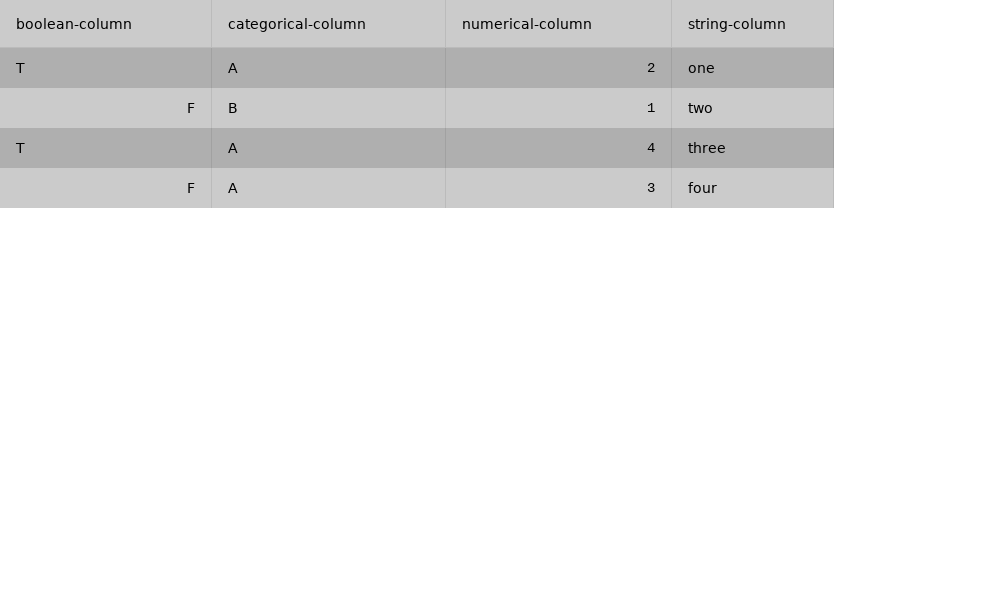 boolean-column categorical-column numerical-column string-column
T A 2 one
F B 1 two
T A 4 three
F A 3 four